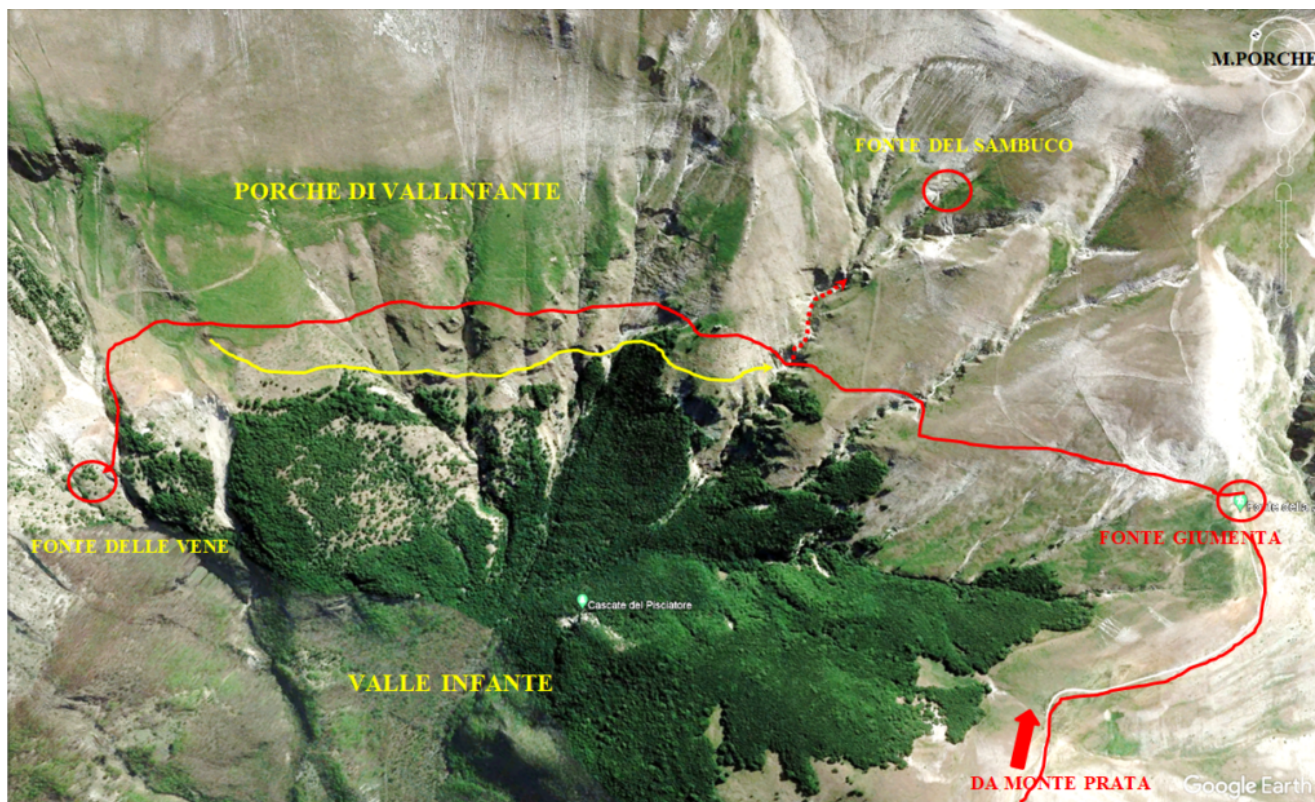 M.PORCHE
FONTE DEL SAMBUCO
PORCHE DI VALLINFANTE
FONTE GIUMENTA
FONTE DELLE VENE
Cascate del Pisciatore
VALLE INFANTE
DA MONTE PRATA
Google Earth